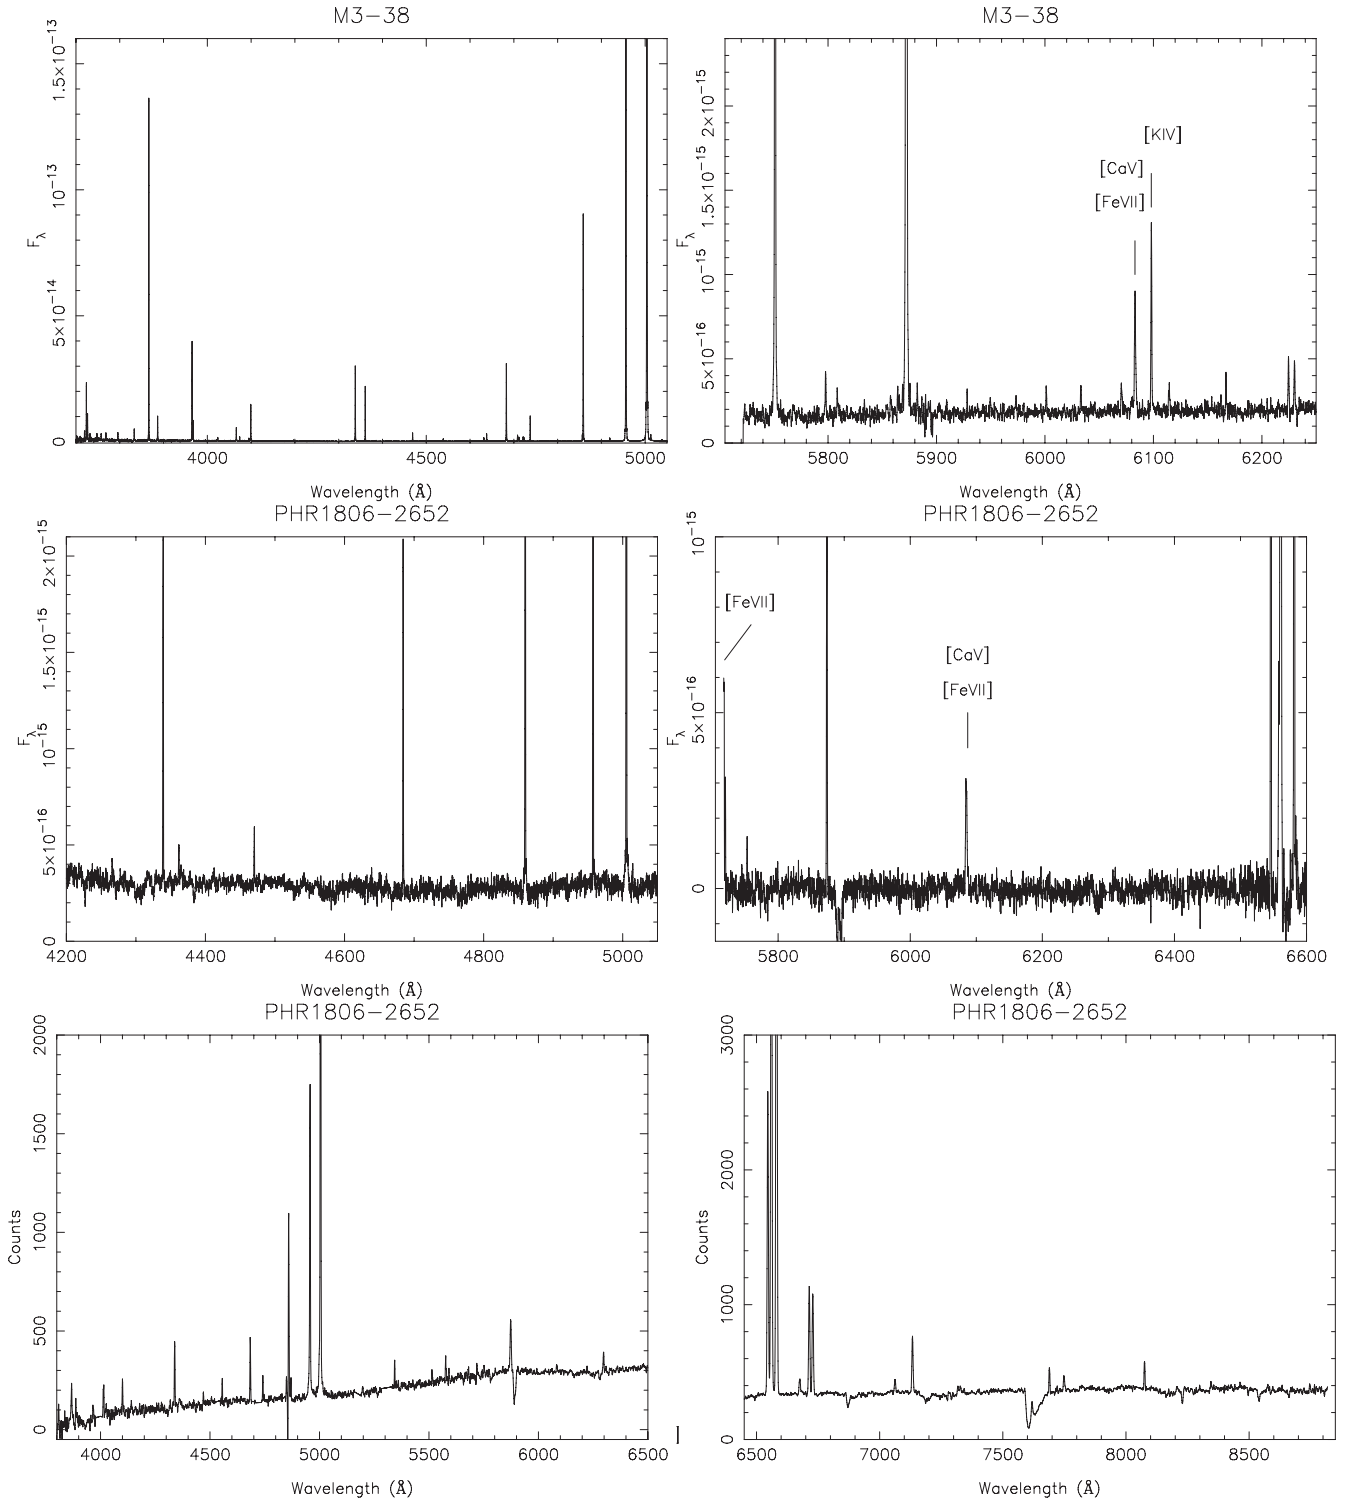 M3−38
M3−38
1.5×10−13
10−13
5×10−14
0
Fλ
4000
4500
5000
Wavelength (Å)
2×10−15
1.5×10−15
10−15
5×10−16
0
Fλ
[KIV]
[CaV]
[FeVII]
5800
5900
6000
6100
6200
Wavelength (Å)
PHR1806−2652
PHR1806−2652
2×10−15
1.5×10−15
10−15
5×10−16
0
Fλ
4200
4400
4600
4800
5000
Wavelength (Å)
10−15
5×10−16
0
Fλ
[FeVII]
[CaV]
[FeVII]
5800
6000
6200
6400
6600
Wavelength (Å)
PHR1806−2652
PHR1806−2652
2000
1500
1000
500
0
Counts
4000
4500
5000
5500
6000
6500
Wavelength (Å)
3000
2000
1000
0
Counts
6500
7000
7500
8000
8500
Wavelength (Å)